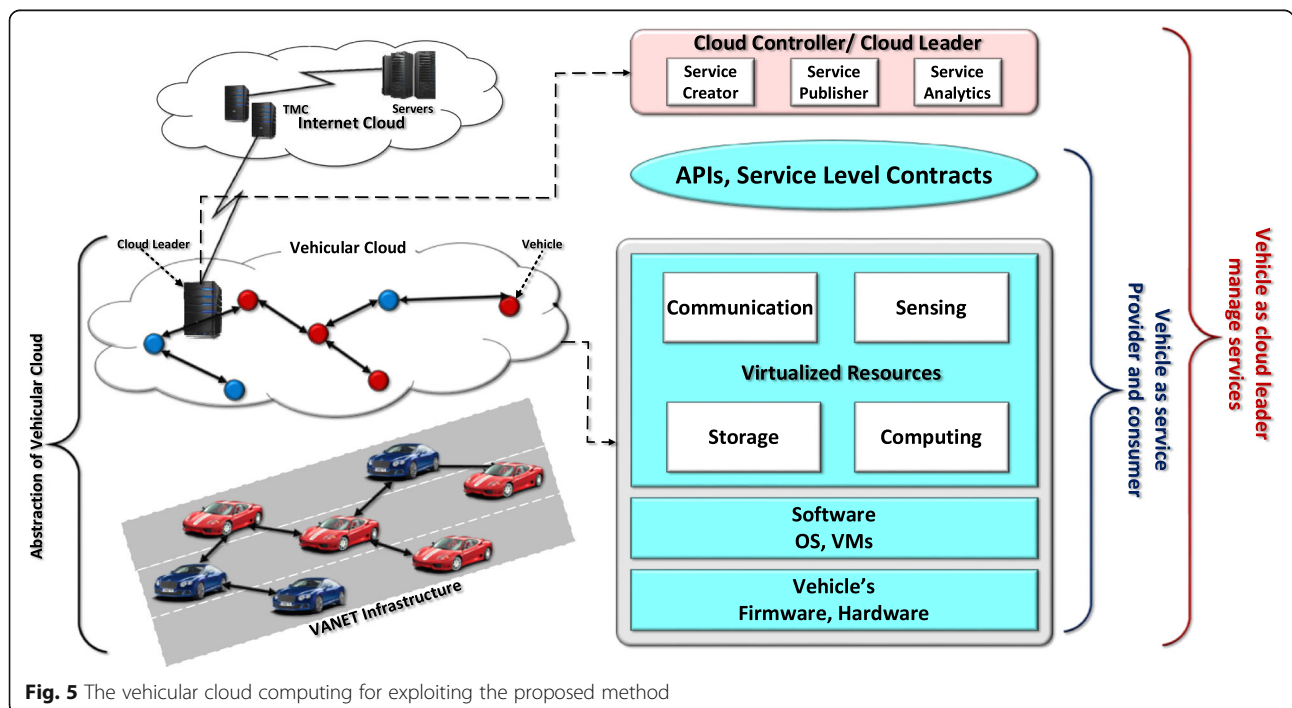 TMC
Servers
Internet Cloud
Cloud Leader
Vehicular Cloud
Vehicle
Abstraction of Vehicular Cloud
VANET Infrastructure
Cloud Controller/ Cloud Leader
Service
Creator
Service
Publisher
Service
Analytics
APIs, Service Level Contracts
Communication
Sensing
Virtualized Resources
Storage
Computing
Software
OS, VMs
Vehicle's
Firmware, Hardware
Vehicle as service
Provider and consumer
Vehicle as cloud leader
manage services
Fig. 5 The vehicular cloud computing for exploiting the proposed method